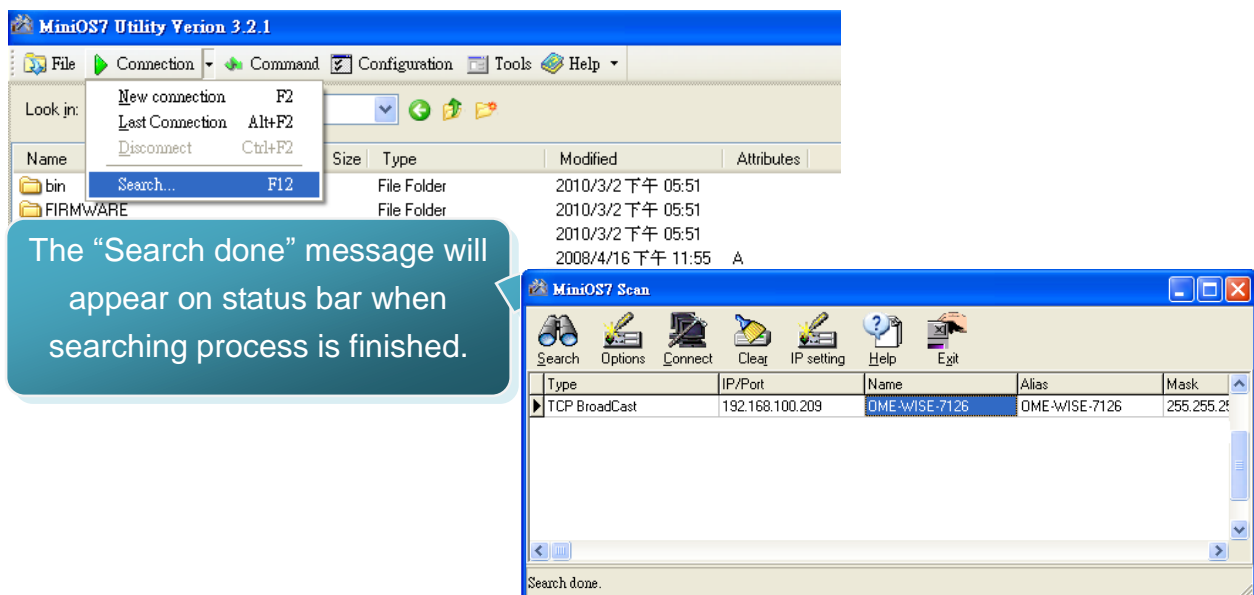 MiniOS7 Utility Verion 3.2.1
File Connection Command Configuration Tools Help
Look in:
New connection F2
Last Connection Alt+F2
Disconnect Ctrl+F2
Search... F12
Name Size Type Modified Attributes
bin File Folder 2010/3/2 下午 05:51
FIRMWARE File Folder 2010/3/2 下午 05:51
2010/3/2 下午 05:51
2008/4/16 下午 11:55 A
The “Search done” message will
appear on status bar when
searching process is finished.
MiniOS7 Scan
Search Options Connect Clear IP setting Help Exit
Type IP/Port Name Alias Mask
TCP BroadCast 192.168.100.209 OME-WISE-7126 OME-WISE-7126 255.255.25
Search done.